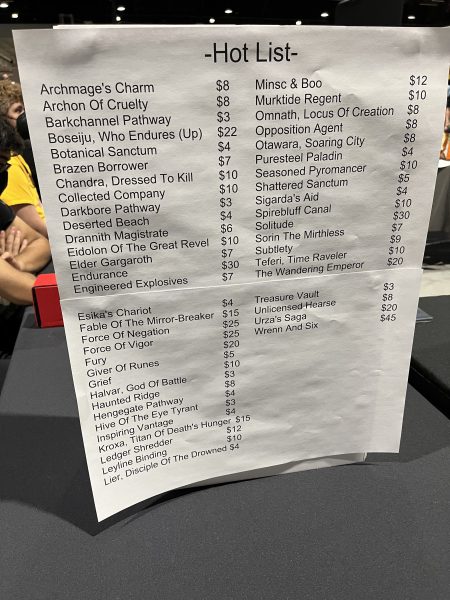 -Hot List-
Archmage's Charm $8
Archon Of Cruelty $8
Barkchannel Pathway $3
Boseiju, Who Endures (Up) $22
Botanical Sanctum $4
Brazen Borrower $7
Chandra, Dressed To Kill $10
Collected Company $10
Darkbore Pathway $3
Deserted Beach $4
Drannith Magistrate $6
Eidolon Of The Great Revel $10
Elder Gargaroth $7
Endurance $30
Engineered Explosives $7
Esika's Chariot $4
Fable Of The Mirror-Breaker $15
Force Of Negation $25
Force Of Vigor $25
Fury $20
Giver Of Runes $5
Grief $10
Halvar, God Of Battle $3
Haunted Ridge $8
Hengegate Pathway $4
Hive Of The Eye Tyrant $3
Inspiring Vantage $4
Kroxa, Titan Of Death's Hunger $15
Ledger Shredder $12
Leyline Binding $10
Lier, Disciple Of The Drowned $4
Minsc & Boo $12
Murktide Regent $10
Omnath, Locus Of Creation $8
Opposition Agent $8
Otawara, Soaring City $8
Puresteel Paladin $4
Seasoned Pyromancer $10
Shattered Sanctum $5
Sigarda's Aid $4
Spirebluff Canal $10
Solitude $30
Sorin The Mirthless $7
Subtlety $9
Teferi, Time Raveler $10
The Wandering Emperor $20
Treasure Vault $3
Unlicensed Hearse $8
Urza's Saga $20
Wrenn And Six $45